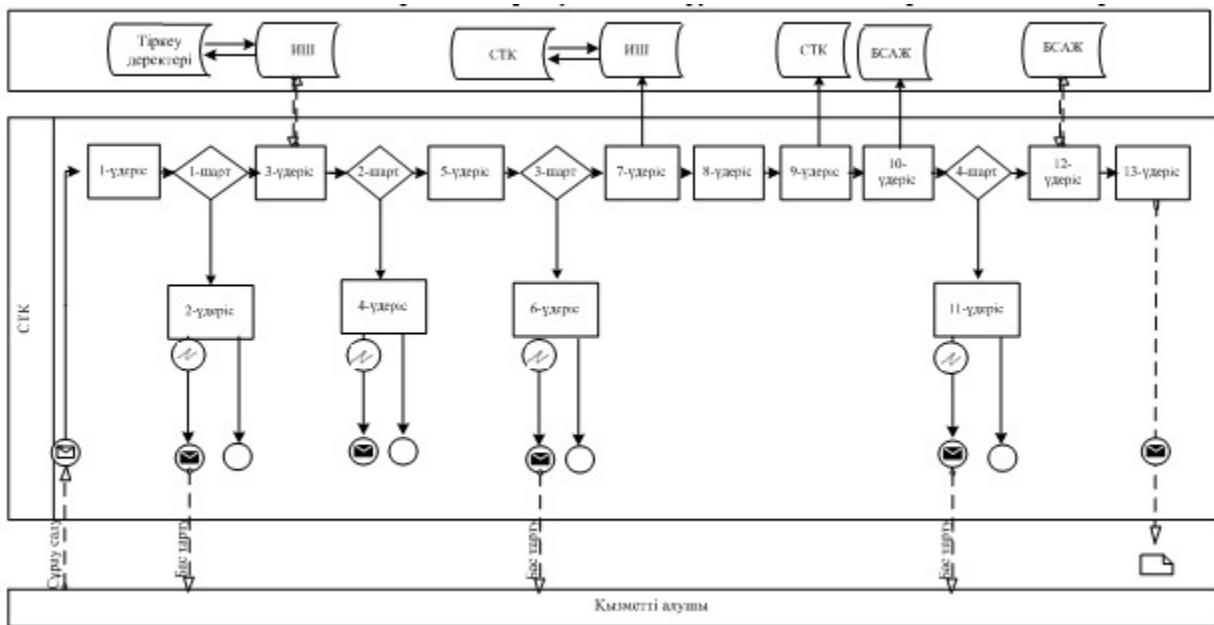 Тіркеу
деректері
ИШ
СТК
ИШ
СТК
БСАЖ
БСАЖ
СТК
1-үдеріс
1-шарт
3-үдеріс
2-шарт
5-үдеріс
3-шарт
7-үдеріс
8-үдеріс
9-үдеріс
10-
үдеріс
4-шарт
12-
үдеріс
13-үдеріс
2-үдеріс
4-үдеріс
6-үдеріс
11-үдеріс
Сұрау салу
Бас тарту
Бас тарту
Бас тарту
Қызметті алушы